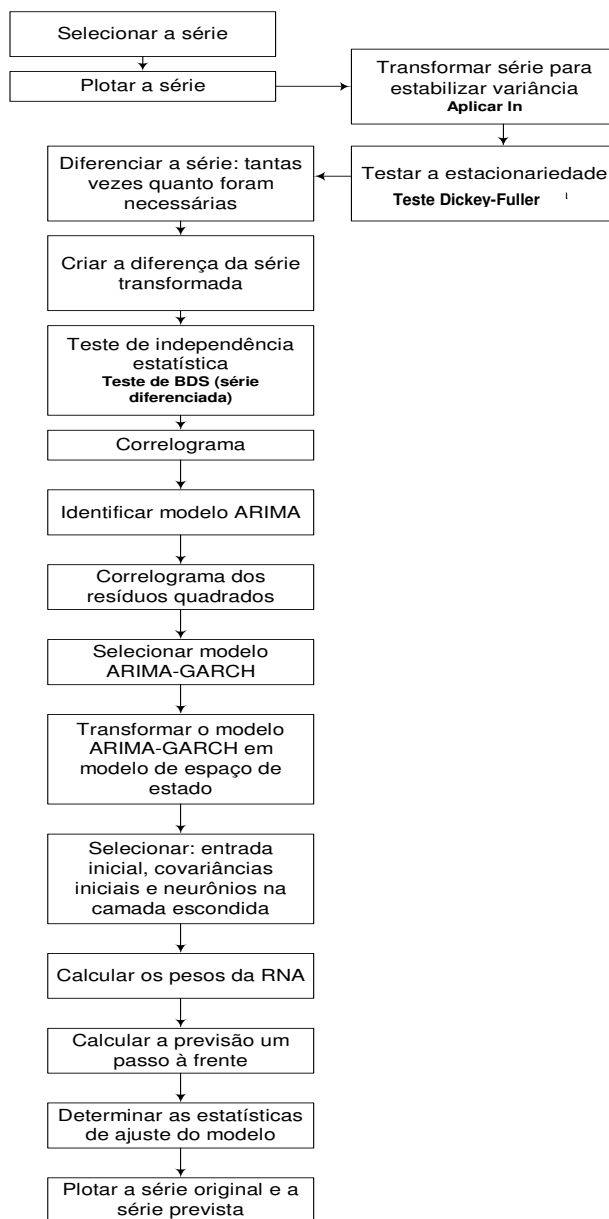 Selecionar a série
Plotar a série
Transformar série para
estabilizar variância
Aplicar ln
Testar a estacionariedade
Teste Dickey-Fuller
Diferenciar a série: tantas
vezes quanto foram
necessárias
Criar a diferença da série
transformada
Teste de independência
estatística
Teste de BDS (série
diferenciada)
Correlograma
Identificar modelo ARIMA
Correlograma dos
resíduos quadrados
Selecionar modelo
ARIMA-GARCH
Transformar o modelo
ARIMA-GARCH em
modelo de espaço de
estado
Selecionar: entrada
inicial, covariâncias
iniciais e neurônios na
camada escondida
Calcular os pesos da RNA
Calcular a previsão um
passo à frente
Determinar as estatísticas
de ajuste do modelo
Plotar a série original e a
série prevista